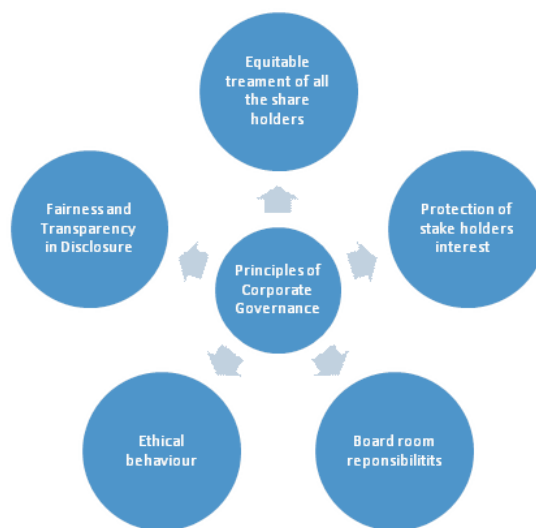 Equitable
treament of all
the share
holders
Fairness and
Transparency
in Disclosure
Protection of
stake holders
interest
Principles of
Corporate
Governance
Ethical
behaviour
Board room
reponsibilitits